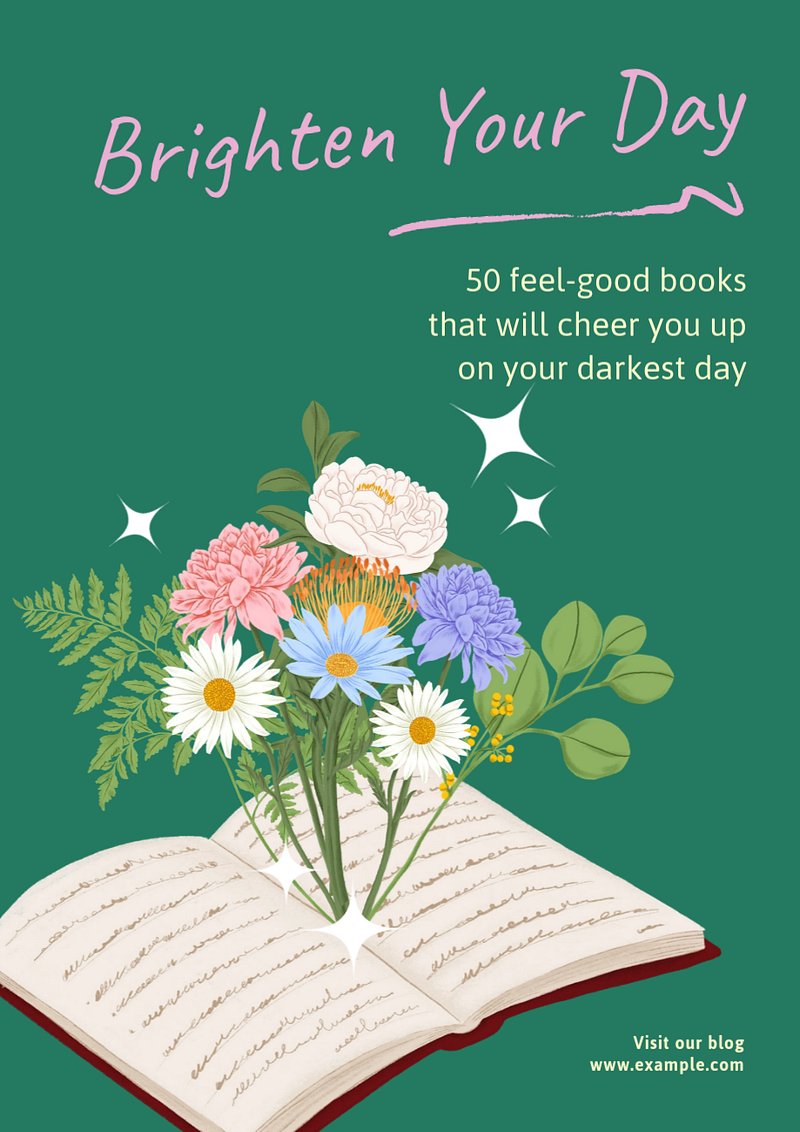 Brighten Your Day
50 feel-good books
that will cheer you up
on your darkest day
Visit our blog
www.example.com